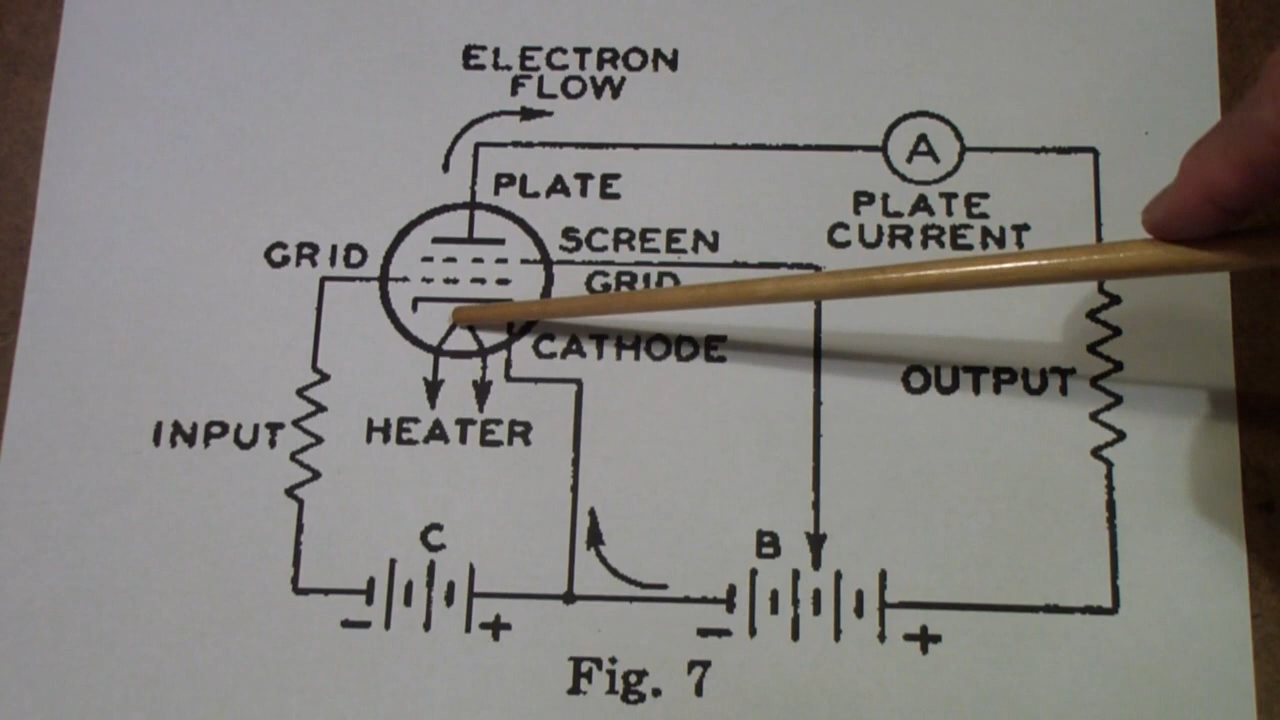 ELECTRON
FLOW
A
PLATE
PLATE
CURRENT
SCREEN
GRID
GRID
CATHODE
OUTPUT
INPUT
HEATER
C
B
- +
- +
Fig. 7